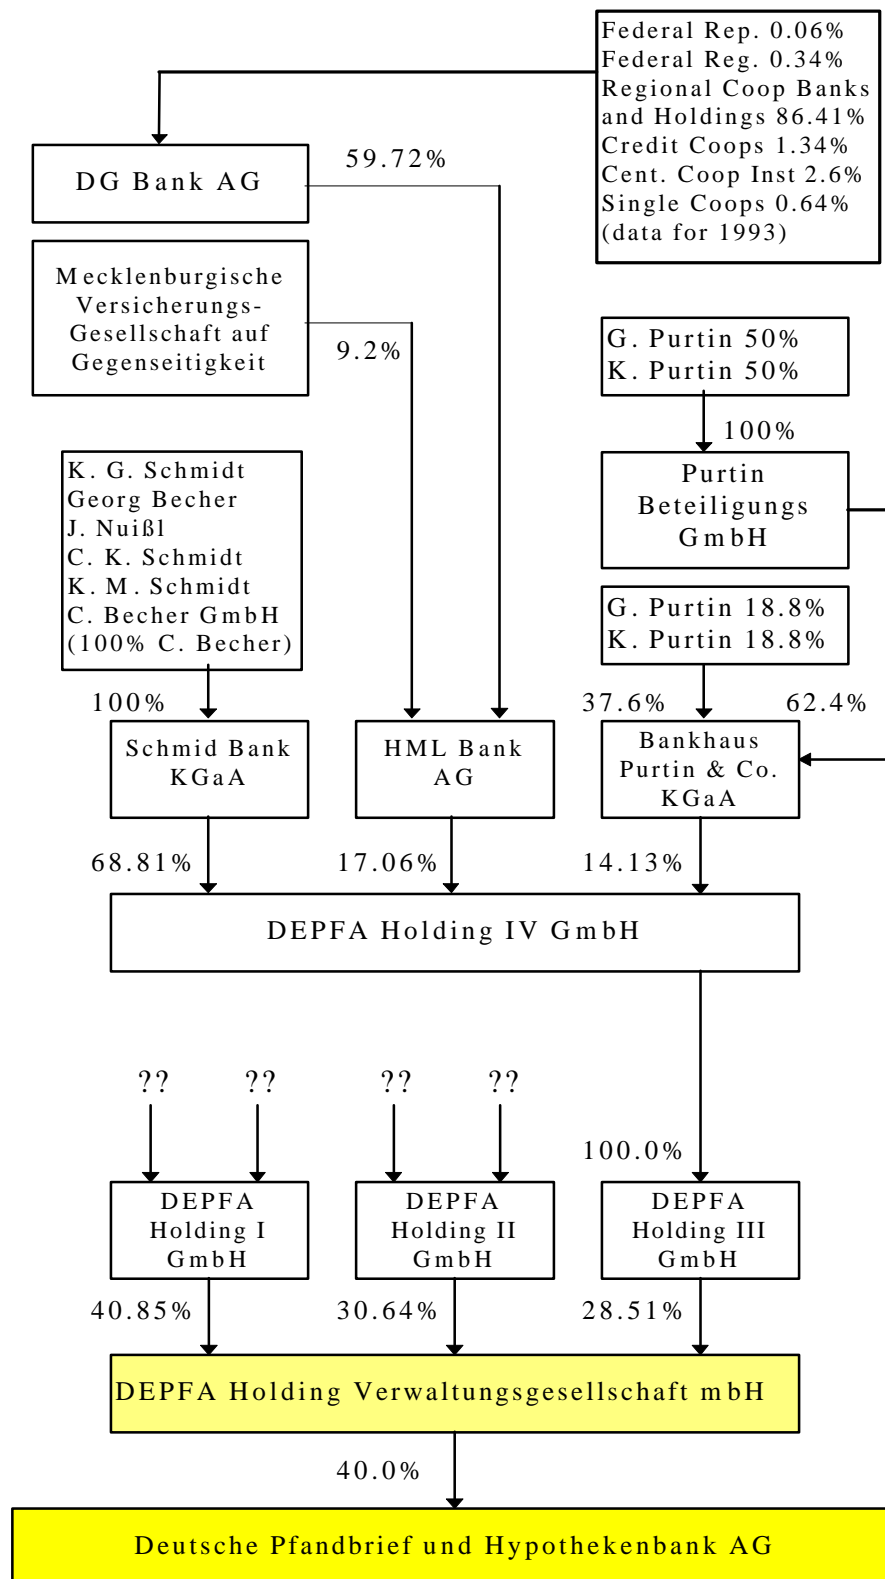 Federal Rep. 0.06%
Federal Reg. 0.34%
Regional Coop Banks
and Holdings 86.41%
Credit Coops 1.34%
Cent. Coop Inst 2.6%
Single Coops 0.64%
(data for 1993)
DG Bank AG
59.72%
Mecklenburgische
Versicherungs-
Gesellschaft auf
Gegenseitigkeit
9.2%
G. Purtin 50%
K. Purtin 50%
100%
Purtin
Beteiligungs
GmbH
K. G. Schmidt
Georg Becher
J. Nuißl
C. K. Schmidt
K. M. Schmidt
C. Becher GmbH
(100% C. Becher)
G. Purtin 18.8%
K. Purtin 18.8%
100%
37.6%
62.4%
Schmid Bank
KGaA
HML Bank
AG
Bankhaus
Purtin & Co.
KGaA
68.81%
17.06%
14.13%
DEPFA Holding IV GmbH
??
??
??
??
100.0%
DEPFA
Holding I
GmbH
DEPFA
Holding II
GmbH
DEPFA
Holding III
GmbH
40.85%
30.64%
28.51%
DEPFA Holding Verwaltungsgesellschaft mbH
40.0%
Deutsche Pfandbrief und Hypothekenbank AG